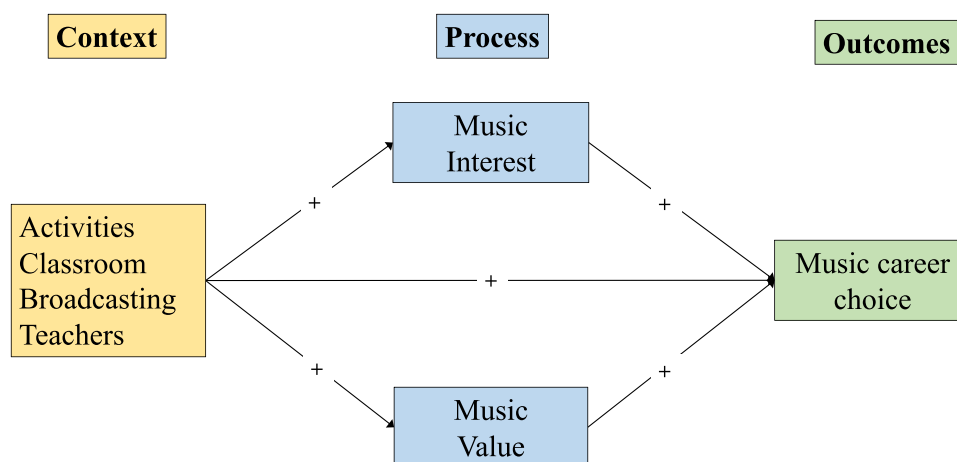 Context
Process
Outcomes
Music
Interest
+
+
Activities
Classroom
Broadcasting
Teachers
+
Music career
choice
+
+
Music
Value